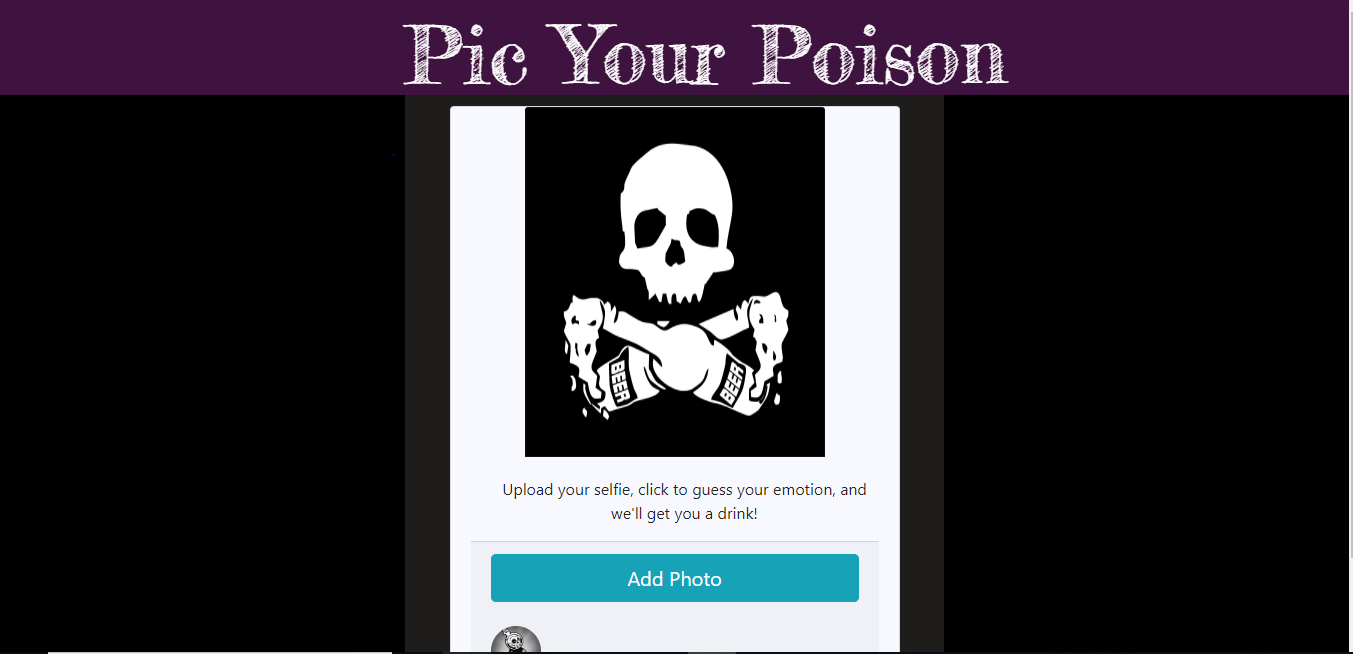 Pic Your Poison
BEER
BEER
Upload your selfie, click to guess your emotion, and
we'll get you a drink!
Add Photo